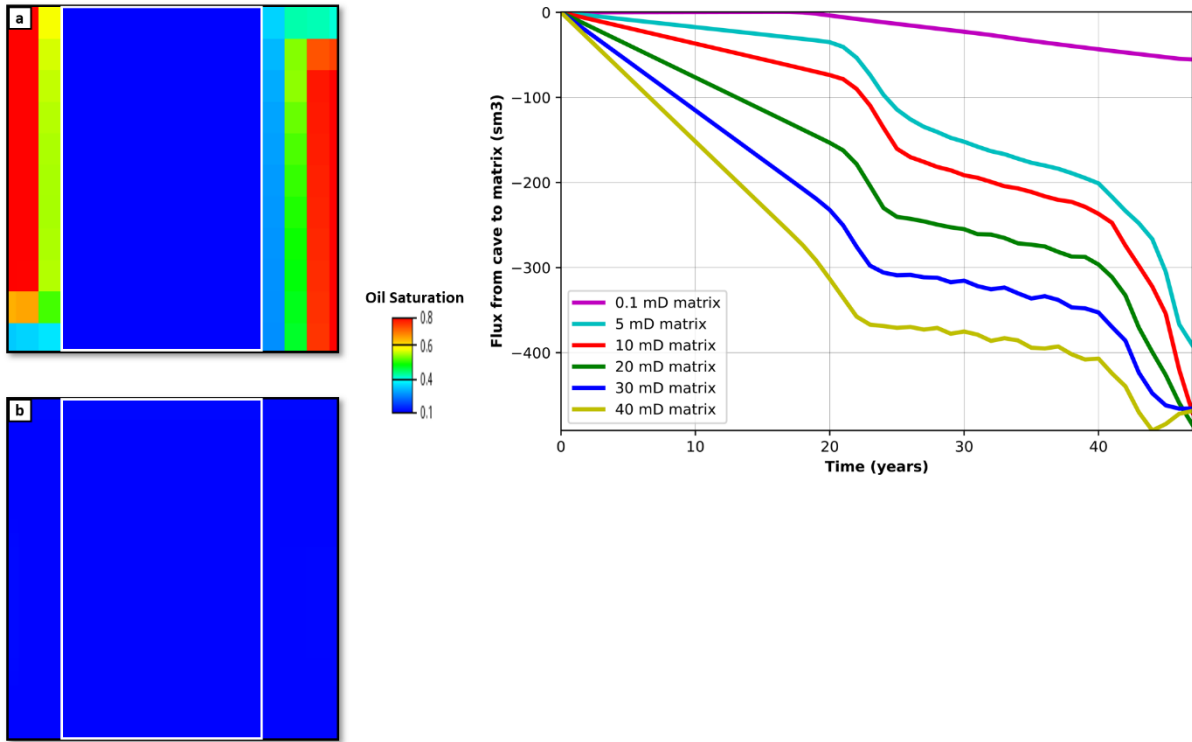 a
Oil Saturation
0.8
0.6
0.4
0.1
b
Flux from cave to matrix (sm3)
0
−100
−200
−300
−400
0.1 mD matrix
5 mD matrix
10 mD matrix
20 mD matrix
30 mD matrix
40 mD matrix
0 10 20 30 40
Time (years)